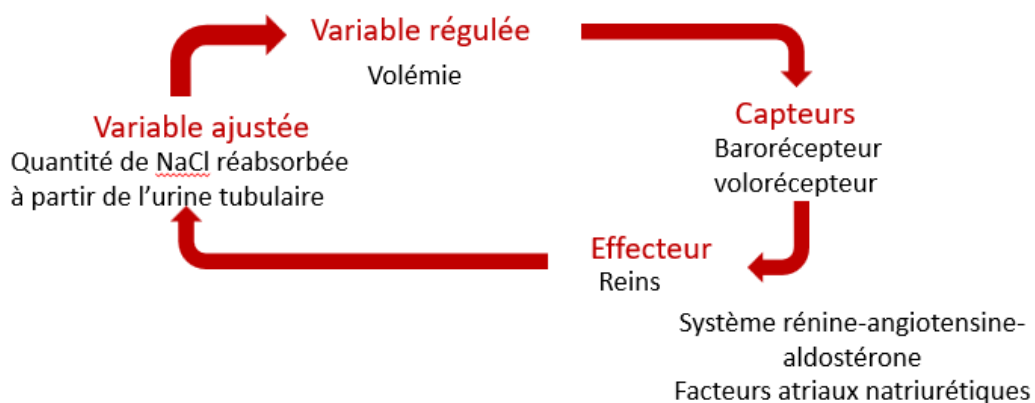 Variable régulée
Volémie
Capteurs
Barorécepteur
volorécepteur
Effecteur
Reins
Système rénine-angiotensine-
aldostérone
Facteurs atriaux natriurétiques
Variable ajustée
Quantité de NaCl réabsorbée
à partir de l’urine tubulaire